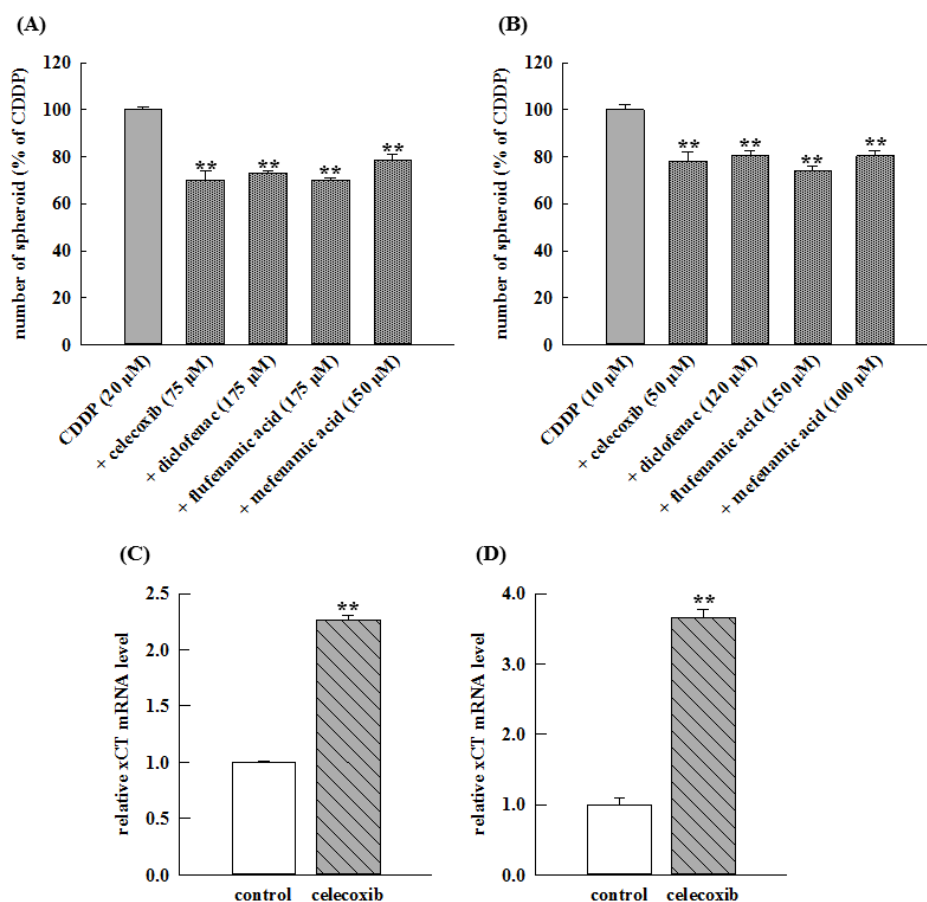 (A)
number of spheroid (% of CDDP)
120
100
80
60
40
20
0
**
**
**
**
CDDP (20 µM)
+ celecoxib (75 µM)
+ diclofenac (175 µM)
+ flufenamic acid (175 µM)
+ mefenamic acid (150 µM)
(B)
number of spheroid (% of CDDP)
120
100
80
60
40
20
0
**
**
**
**
CDDP (10 µM)
+ celecoxib (50 µM)
+ diclofenac (120 µM)
+ flufenamic acid (150 µM)
+ mefenamic acid (100 µM)
(C)
relative xCT mRNA level
2.5
2.0
1.5
1.0
0.5
0.0
**
control
celecoxib
(D)
relative xCT mRNA level
4.0
3.0
2.0
1.0
0.0
**
control
celecoxib